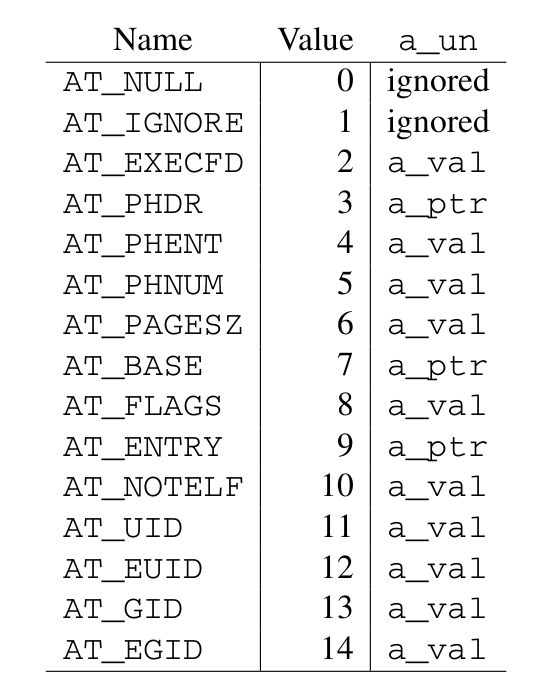 Name Value a_un
AT_NULL 0 ignored
AT_IGNORE 1 ignored
AT_EXECFD 2 a_val
AT_PHDR 3 a_ptr
AT_PHENT 4 a_val
AT_PHNUM 5 a_val
AT_PAGESZ 6 a_val
AT_BASE 7 a_ptr
AT_FLAGS 8 a_val
AT_ENTRY 9 a_ptr
AT_NOTELF 10 a_val
AT_UID 11 a_val
AT_EUID 12 a_val
AT_GID 13 a_val
AT_EGID 14 a_val